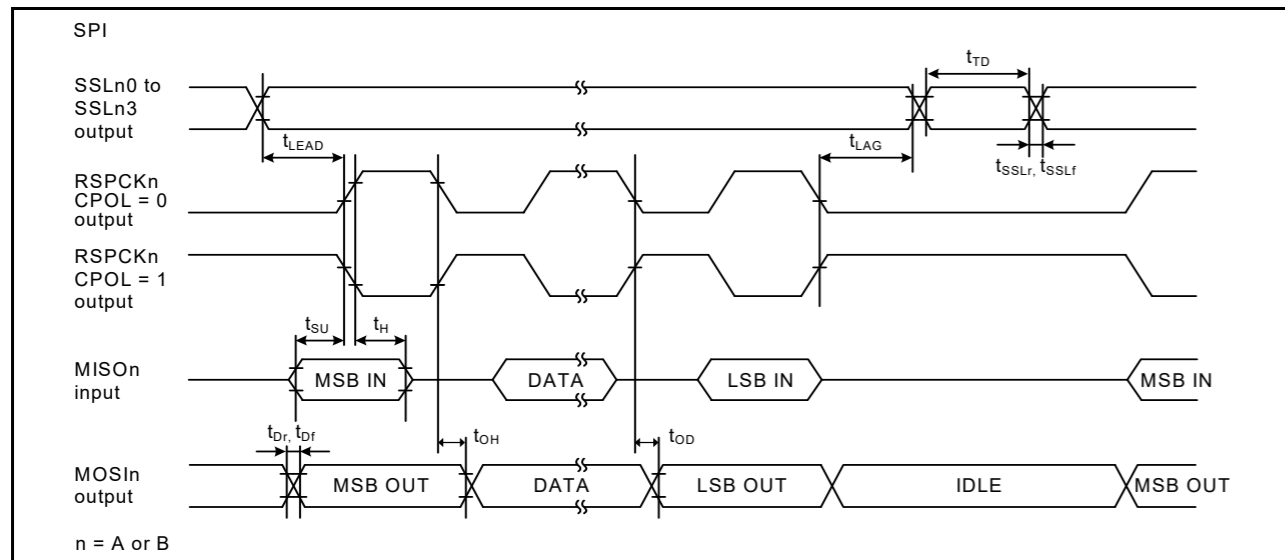 SPI
SSLn0 to
SSLn3
output
tTD
tLEAD
tLAG
tSSLr, tSSLf
RSPCKn
CPOL = 0
output
RSPCKn
CPOL = 1
output
tSU
tH
MISOn
input
MSB IN
DATA
LSB IN
MSB IN
tDr, tDf
tOH
tOD
MOSIn
output
MSB OUT
DATA
LSB OUT
IDLE
MSB OUT
n = A or B